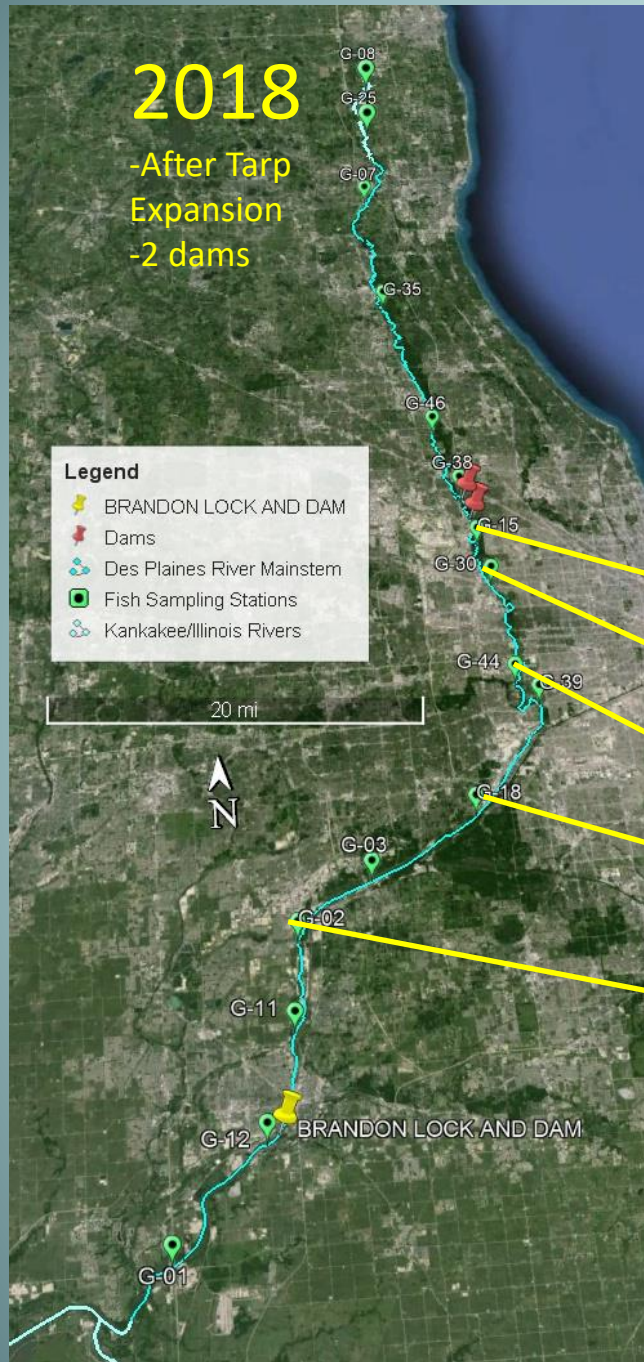 2018
-After Tarp
Expansion
-2 dams
G-08
G-25
G-07
G-35
G-46
G-38
Legend
BRANDON LOCK AND DAM
Dams
Des Plaines River Mainstem
Fish Sampling Stations
Kankakee/Illinois Rivers
G-15
G-30
G-44
G-39
20 mi
N
G-18
G-03
G-02
G-11
BRANDON LOCK AND DAM
G-12
G-01